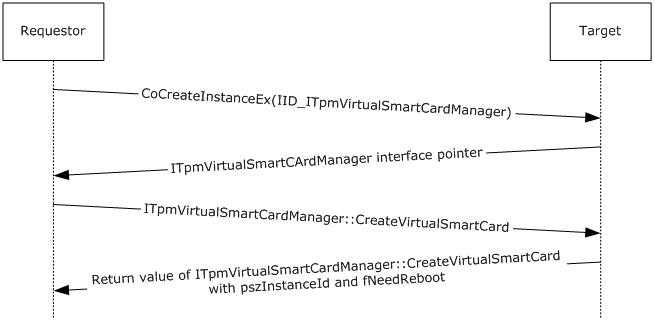 Requestor
Target
CoCreateInstanceEx(IID_ITpmVirtualSmartCardManager)
ITpmVirtualSmartCArdManager interface pointer
ITpmVirtualSmartCardManager::CreateVirtualSmartCard
Return value of ITpmVirtualSmartCardManager::CreateVirtualSmartCard
with pszInstanceId and fNeedReboot